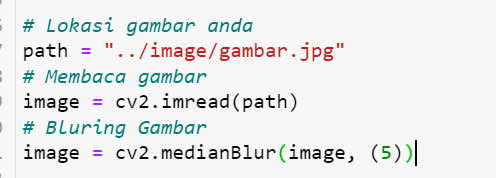 # Lokasi gambar anda
path = "../image/gambar.jpg"
# Membaca gambar
image = cv2.imread(path)
# Bluring Gambar
image = cv2.medianBlur(image, (5))